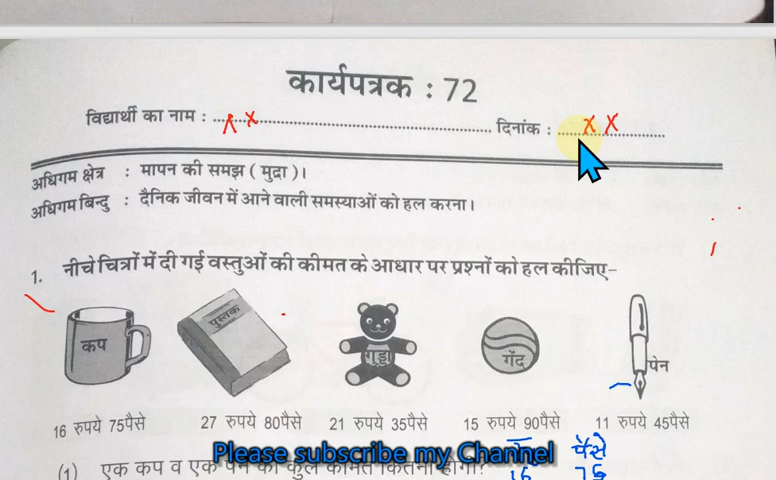 कार्यपत्रक : 72
विद्यार्थी का नाम : ...... x x ...... दिनांक : ...... x x ......
अधिगम क्षेत्र : मापन की समझ ( मुद्रा )।
अधिगम बिन्दु : दैनिक जीवन में आने वाली समस्याओं को हल करना।
1. नीचे चित्रों में दी गई वस्तुओं की कीमत के आधार पर प्रश्नों को हल कीजिए–
कप पुस्तक गुड्डा गेंद पेन
16 रुपये 75पैसे 27 रुपये 80पैसे 21 रुपये 35पैसे 15 रुपये 90पैसे 11 रुपये 45पैसे
Please subscribe my Channel
पैसे
(1) एक कप व एक पेन की कुल कीमत कितनी होगी?
16 75